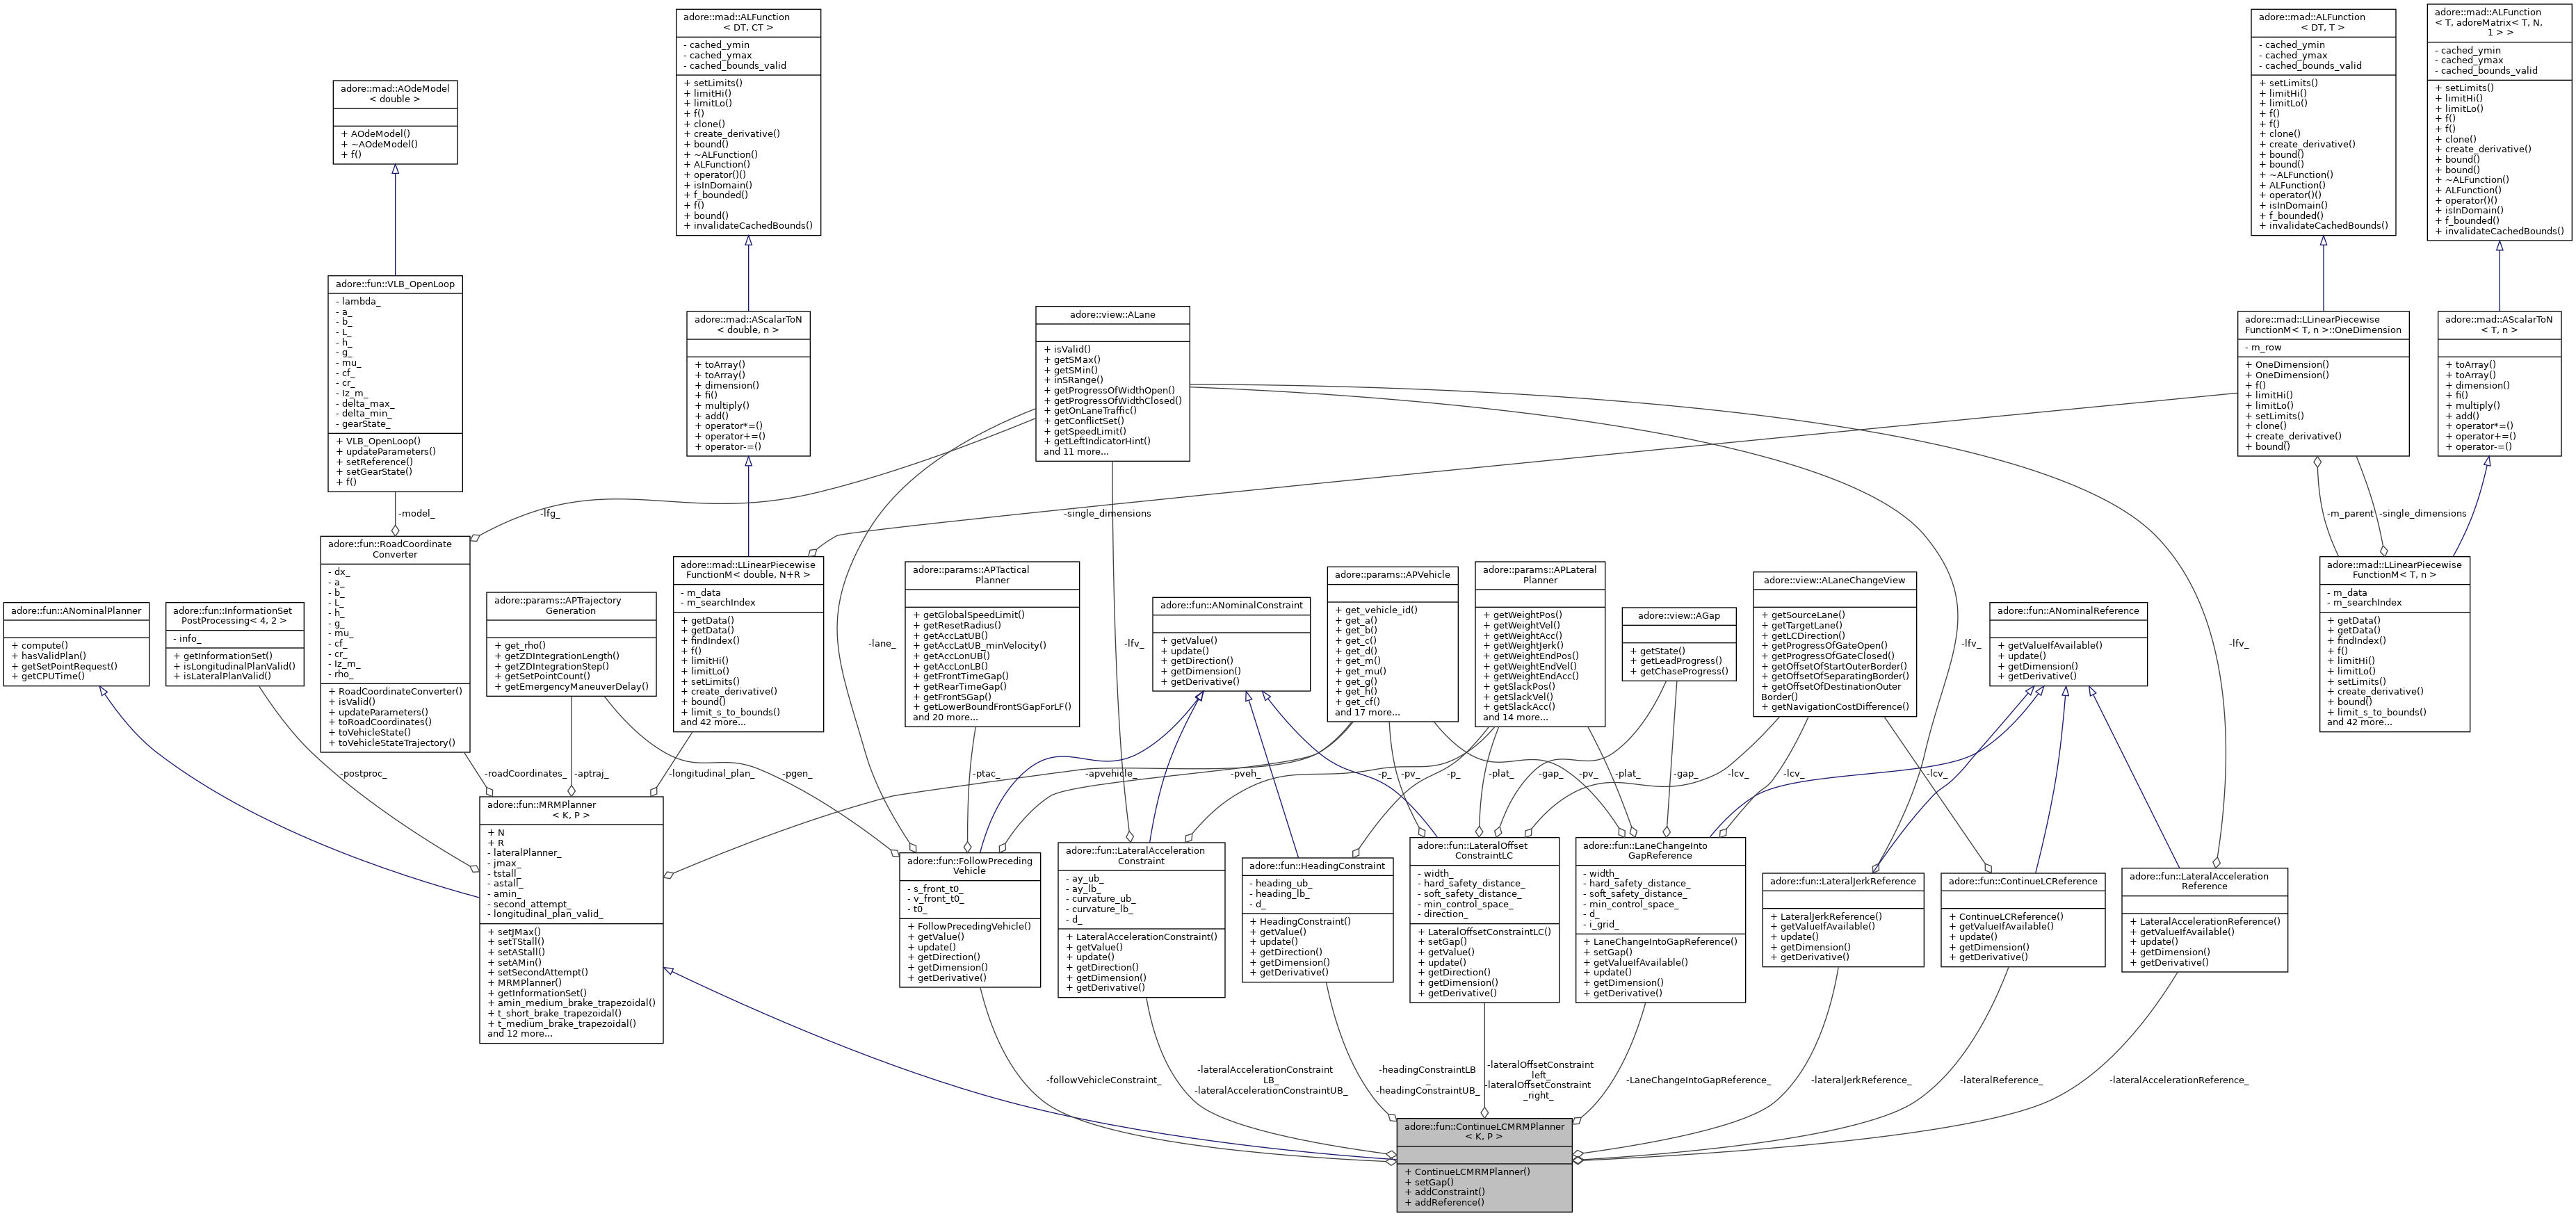 adore::mad::ALFunction
< DT, CT >
- cached_ymin
- cached_ymax
- cached_bounds_valid
+ setLimits()
+ limitHi()
+ limitLo()
+ f()
+ clone()
+ create_derivative()
+ bound()
+ ~ALFunction()
+ ALFunction()
+ operator()()
+ isInDomain()
+ f_bounded()
+ f()
+ bound()
+ invalidateCachedBounds()
adore::mad::ALFunction
< DT, T >
- cached_ymin
- cached_ymax
- cached_bounds_valid
+ setLimits()
+ limitHi()
+ limitLo()
+ f()
+ f()
+ clone()
+ create_derivative()
+ bound()
+ bound()
+ ~ALFunction()
+ ALFunction()
+ operator()()
+ isInDomain()
+ f_bounded()
+ invalidateCachedBounds()
adore::mad::ALFunction
< T, adoreMatrix< T, N,
1 > >
- cached_ymin
- cached_ymax
- cached_bounds_valid
+ setLimits()
+ limitHi()
+ limitLo()
+ f()
+ f()
+ clone()
+ create_derivative()
+ bound()
+ bound()
+ ~ALFunction()
+ ALFunction()
+ operator()()
+ isInDomain()
+ f_bounded()
+ invalidateCachedBounds()
adore::mad::AOdeModel
< double >
+ AOdeModel()
+ ~AOdeModel()
+ f()
adore::fun::VLB_OpenLoop
- lambda_
- a_
- b_
- L_
- h_
- g_
- mu_
- cf_
- cr_
- Iz_m_
- delta_max_
- delta_min_
- gearState_
+ VLB_OpenLoop()
+ updateParameters()
+ setReference()
+ setGearState()
+ f()
adore::mad::AScalarToN
< double, n >
+ toArray()
+ toArray()
+ dimension()
+ fi()
+ multiply()
+ add()
+ operator*=()
+ operator+=()
+ operator-=()
adore::view::ALane
+ isValid()
+ getSMax()
+ getSMin()
+ inSRange()
+ getProgressOfWidthOpen()
+ getProgressOfWidthClosed()
+ getOnLaneTraffic()
+ getConflictSet()
+ getSpeedLimit()
+ getLeftIndicatorHint()
and 11 more...
adore::mad::LLinearPiecewise
FunctionM< T, n >::OneDimension
- m_row
+ OneDimension()
+ OneDimension()
+ f()
+ limitHi()
+ limitLo()
+ setLimits()
+ clone()
+ create_derivative()
+ bound()
adore::mad::AScalarToN
< T, n >
+ toArray()
+ toArray()
+ dimension()
+ fi()
+ multiply()
+ add()
+ operator*=()
+ operator+=()
+ operator-=()
-model_
-lfg_
-single_dimensions
-m_parent
-single_dimensions
adore::fun::ANominalPlanner
+ compute()
+ hasValidPlan()
+ getSetPointRequest()
+ getCPUTime()
adore::fun::InformationSet
PostProcessing< 4, 2 >
- info_
+ getInformationSet()
+ isLongitudinalPlanValid()
+ isLateralPlanValid()
adore::fun::RoadCoordinate
Converter
- dx_
- a_
- b_
- L_
- h_
- g_
- mu_
- cf_
- cr_
- Iz_m_
- rho_
+ RoadCoordinateConverter()
+ isValid()
+ updateParameters()
+ toRoadCoordinates()
+ toVehicleState()
+ toVehicleStateTrajectory()
adore::params::APTrajectory
Generation
+ get_rho()
+ getZDIntegrationLength()
+ getZDIntegrationStep()
+ getSetPointCount()
+ getEmergencyManeuverDelay()
adore::mad::LLinearPiecewise
FunctionM< double, N+R >
- m_data
- m_searchIndex
+ getData()
+ getData()
+ findIndex()
+ f()
+ limitHi()
+ limitLo()
+ setLimits()
+ create_derivative()
+ bound()
+ limit_s_to_bounds()
and 42 more...
-lane_
adore::params::APTactical
Planner
+ getGlobalSpeedLimit()
+ getResetRadius()
+ getAccLatUB()
+ getAccLatUB_minVelocity()
+ getAccLonUB()
+ getAccLonLB()
+ getFrontTimeGap()
+ getRearTimeGap()
+ getFrontSGap()
+ getLowerBoundFrontSGapForLF()
and 20 more...
-lfv_
adore::fun::ANominalConstraint
+ getValue()
+ update()
+ getDirection()
+ getDimension()
+ getDerivative()
adore::params::APVehicle
+ get_vehicle_id()
+ get_a()
+ get_b()
+ get_c()
+ get_d()
+ get_m()
+ get_mu()
+ get_g()
+ get_h()
+ get_cf()
and 17 more...
adore::params::APLateral
Planner
+ getWeightPos()
+ getWeightVel()
+ getWeightAcc()
+ getWeightJerk()
+ getWeightEndPos()
+ getWeightEndVel()
+ getWeightEndAcc()
+ getSlackPos()
+ getSlackVel()
+ getSlackAcc()
and 14 more...
adore::view::AGap
+ getState()
+ getLeadProgress()
+ getChaseProgress()
adore::view::ALaneChangeView
+ getSourceLane()
+ getTargetLane()
+ getLCDirection()
+ getProgressOfGateOpen()
+ getProgressOfGateClosed()
+ getOffsetOfStartOuterBorder()
+ getOffsetOfSeparatingBorder()
+ getOffsetOfDestinationOuter
Border()
+ getNavigationCostDifference()
-lfv_
adore::fun::ANominalReference
+ getValueIfAvailable()
+ update()
+ getDimension()
+ getDerivative()
-lfv_
adore::mad::LLinearPiecewise
FunctionM< T, n >
- m_data
- m_searchIndex
+ getData()
+ getData()
+ findIndex()
+ f()
+ limitHi()
+ limitLo()
+ setLimits()
+ create_derivative()
+ bound()
+ limit_s_to_bounds()
and 42 more...
-postproc_
-roadCoordinates_
-aptraj_
-longitudinal_plan_
-pgen_
-ptac_
-apvehicle_
-pveh_
-p_
-pv_
-p_
-plat_
-gap_
-pv_
-plat_
-gap_
-lcv_
-lcv_
-lcv_
adore::fun::MRMPlanner
< K, P >
+ N
+ R
- lateralPlanner_
- jmax_
- tstall_
- astall_
- amin_
- second_attempt_
- longitudinal_plan_valid_
+ setJMax()
+ setTStall()
+ setAStall()
+ setAMin()
+ setSecondAttempt()
+ MRMPlanner()
+ getInformationSet()
+ amin_medium_brake_trapezoidal()
+ t_short_brake_trapezoidal()
+ t_medium_brake_trapezoidal()
and 12 more...
adore::fun::FollowPreceding
Vehicle
- s_front_t0_
- v_front_t0_
- t0_
+ FollowPrecedingVehicle()
+ getValue()
+ update()
+ getDirection()
+ getDimension()
+ getDerivative()
adore::fun::LateralAcceleration
Constraint
- ay_ub_
- ay_lb_
- curvature_ub_
- curvature_lb_
- d_
+ LateralAccelerationConstraint()
+ getValue()
+ update()
+ getDirection()
+ getDimension()
+ getDerivative()
adore::fun::HeadingConstraint
- heading_ub_
- heading_lb_
- d_
+ HeadingConstraint()
+ getValue()
+ update()
+ getDirection()
+ getDimension()
+ getDerivative()
adore::fun::LateralOffset
ConstraintLC
- width_
- hard_safety_distance_
- soft_safety_distance_
- min_control_space_
- direction_
+ LateralOffsetConstraintLC()
+ setGap()
+ getValue()
+ update()
+ getDirection()
+ getDimension()
+ getDerivative()
adore::fun::LaneChangeInto
GapReference
- width_
- hard_safety_distance_
- soft_safety_distance_
- min_control_space_
- d_
- i_grid_
+ LaneChangeIntoGapReference()
+ setGap()
+ getValueIfAvailable()
+ update()
+ getDimension()
+ getDerivative()
adore::fun::LateralJerkReference
+ LateralJerkReference()
+ getValueIfAvailable()
+ update()
+ getDimension()
+ getDerivative()
adore::fun::ContinueLCReference
+ ContinueLCReference()
+ getValueIfAvailable()
+ update()
+ getDimension()
+ getDerivative()
adore::fun::LateralAcceleration
Reference
+ LateralAccelerationReference()
+ getValueIfAvailable()
+ update()
+ getDimension()
+ getDerivative()
-followVehicleConstraint_
-lateralAccelerationConstraint
LB_
-lateralAccelerationConstraintUB_
-headingConstraintLB
_
-headingConstraintUB_
-lateralOffsetConstraint
_left_
-lateralOffsetConstraint
_right_
-LaneChangeIntoGapReference_
-lateralJerkReference_
-lateralReference_
-lateralAccelerationReference_
adore::fun::ContinueLCMRMPlanner
< K, P >
+ ContinueLCMRMPlanner()
+ setGap()
+ addConstraint()
+ addReference()